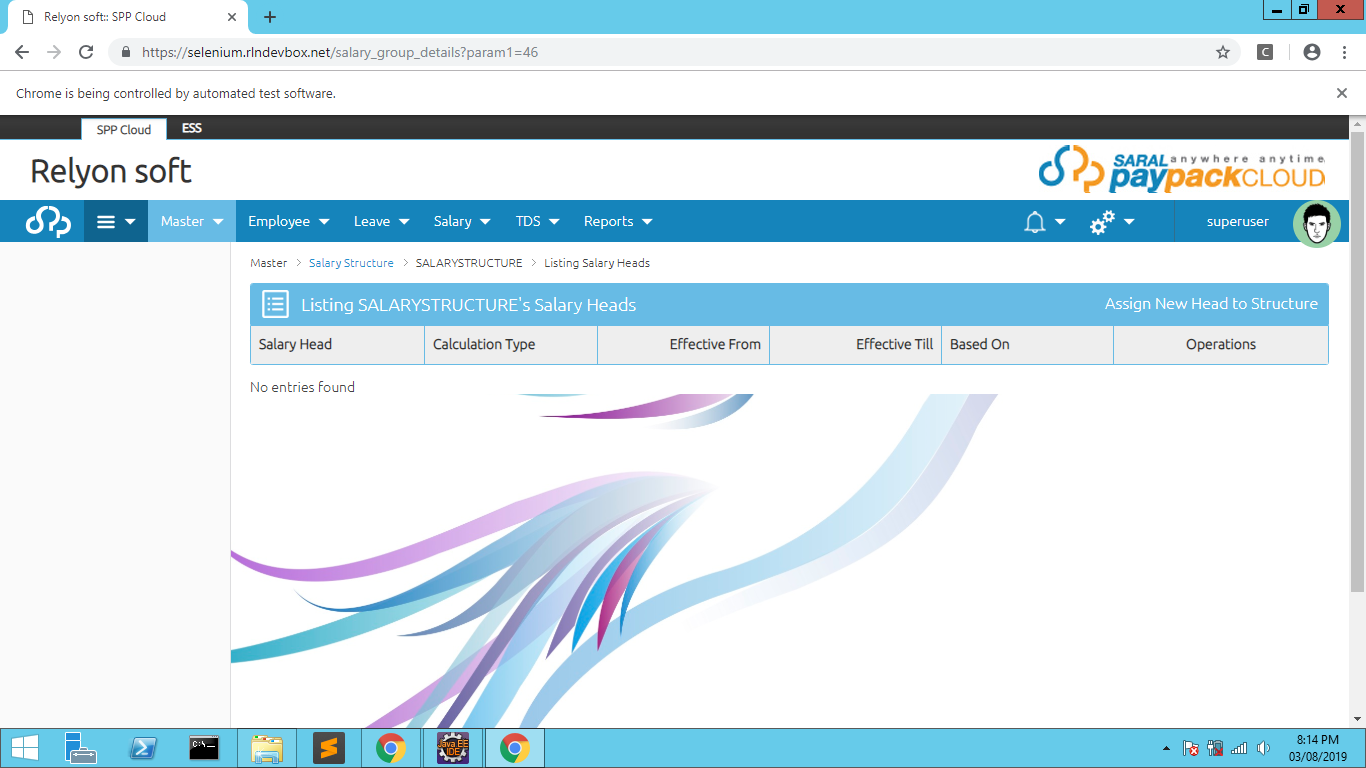 Relyon soft:: SPP Cloud
https://selenium.rlndevbox.net/salary_group_details?param1=46
C
Chrome is being controlled by automated test software.
SPP Cloud ESS
Relyon soft
SARAL anywhere anytime
paypackCLOUD
Master Employee Leave Salary TDS Reports superuser
Master > Salary Structure > SALARYSTRUCTURE > Listing Salary Heads
Listing SALARYSTRUCTURE's Salary Heads Assign New Head to Structure
Salary Head Calculation Type Effective From Effective Till Based On Operations
No entries found
C:\_
Java EE
IDE
8:14 PM
03/08/2019